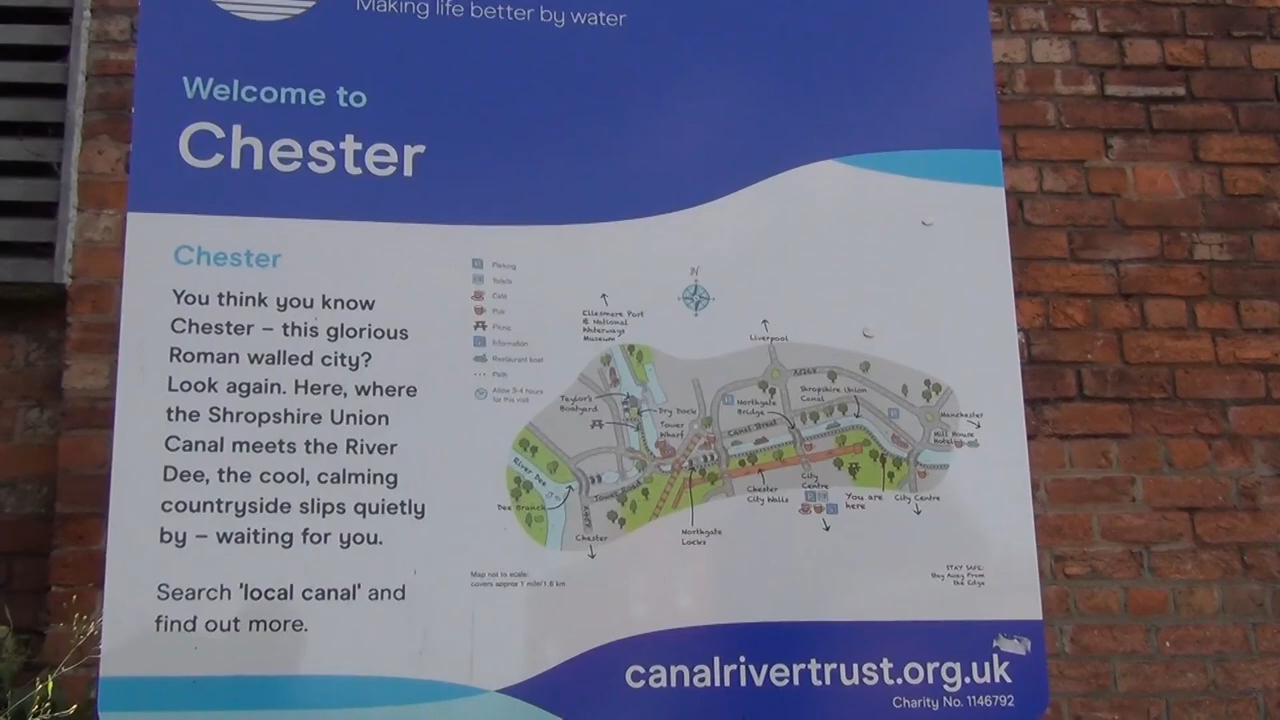 Making life better by water
Welcome to
Chester
Chester
You think you know
Chester – this glorious
Roman walled city?
Look again. Here, where
the Shropshire Union
Canal meets the River
Dee, the cool, calming
countryside slips quietly
by – waiting for you.
Search 'local canal' and
find out more.
Parking
Toilets
Café
Pub
Picnic
Information
Restaurant boat
Path
Allow 3-4 hours
for this visit
N
Ellesmere Port
& National
Waterways
Museum
Liverpool
Taylor's
Boatyard
Dry Dock
Tower
Wharf
Northgate
Bridge
Canal Street
Shropshire Union
Canal
Manchester
Mill House
Hotel
River Dee
Dee Branch
Tower Road
Chester
Northgate
Locks
Chester
City Walls
City
Centre
You are
here
City Centre
Map not to scale:
covers approx 1 mile/1.6 km
STAY SAFE:
Stay Away From
the Edge
canalrivertrust.org.uk
Charity No. 1146792